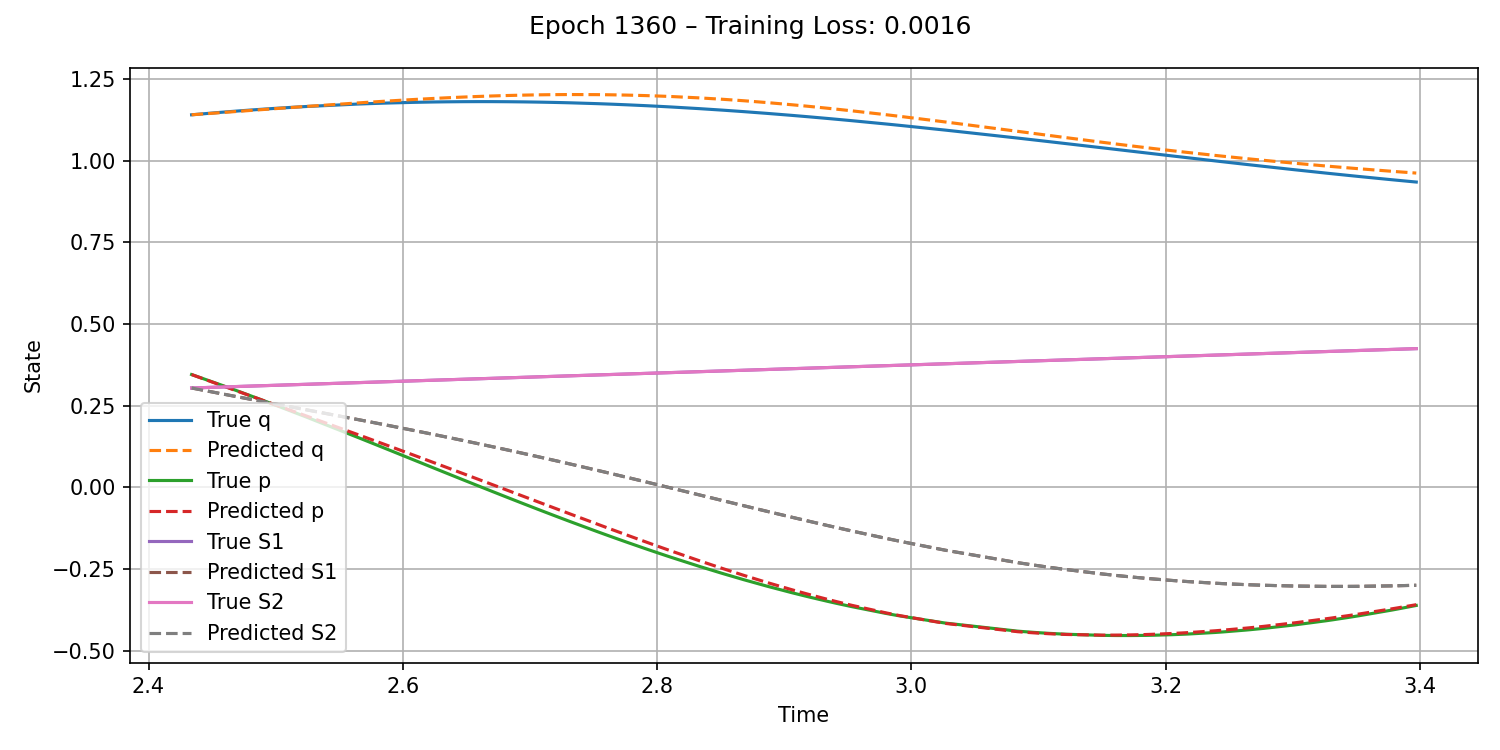 Epoch 1360 – Training Loss: 0.0016
1.25
1.00
0.75
0.50
0.25
0.00
−0.25
−0.50
State
True q
Predicted q
True p
Predicted p
True S1
Predicted S1
True S2
Predicted S2
2.4 2.6 2.8 3.0 3.2 3.4
Time